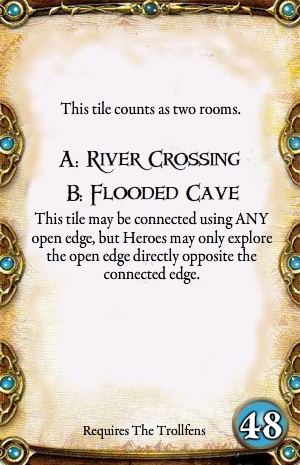 This tile counts as two rooms.
A: River Crossing
B: Flooded Cave
This tile may be connected using ANY
open edge, but Heroes may only explore
the open edge directly opposite the
connected edge.
Requires The Trollfens
48